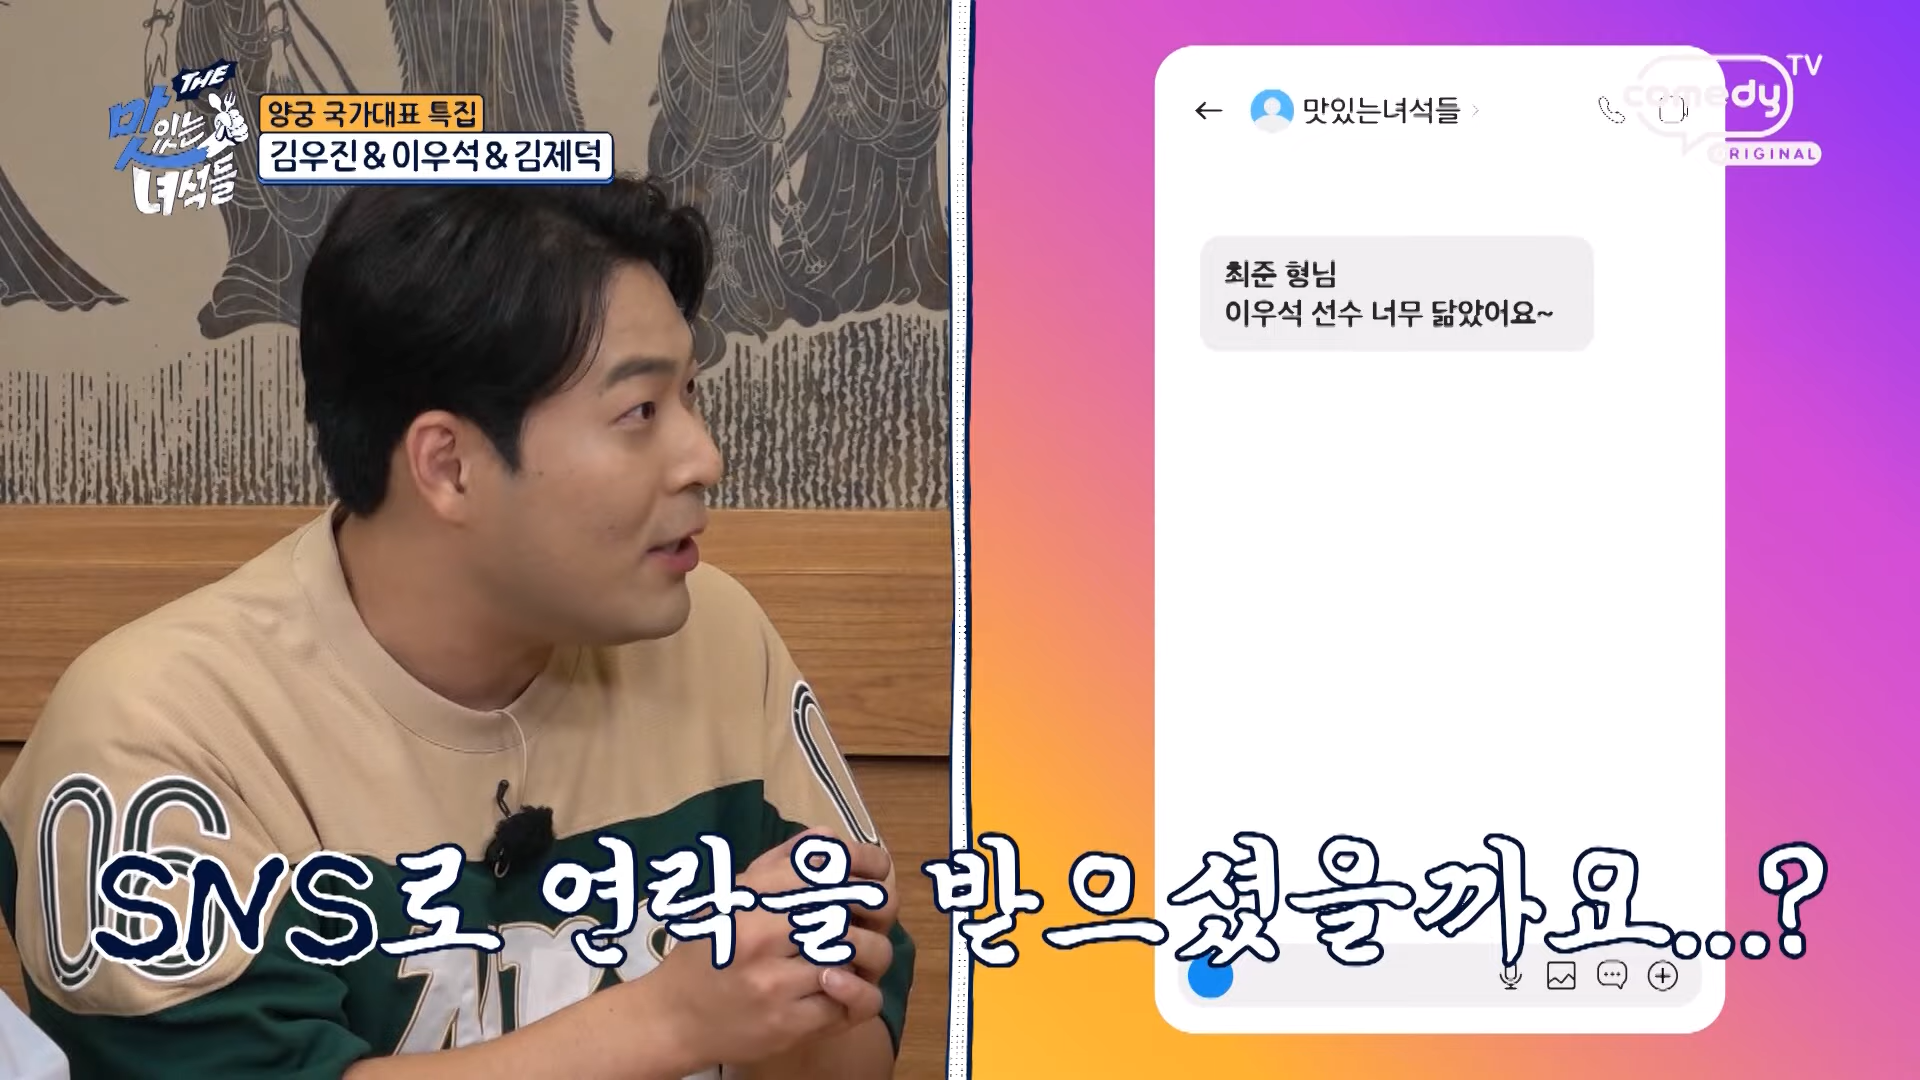 THE
맛있는
녀석들
양궁 국가대표 특집
김우진&이우석&김제덕
맛있는녀석들
comedy TV
ORIGINAL
최준 형님
이우석 선수 너무 닮았어요~
06
SNS로 연락을 받으셨을까요...?